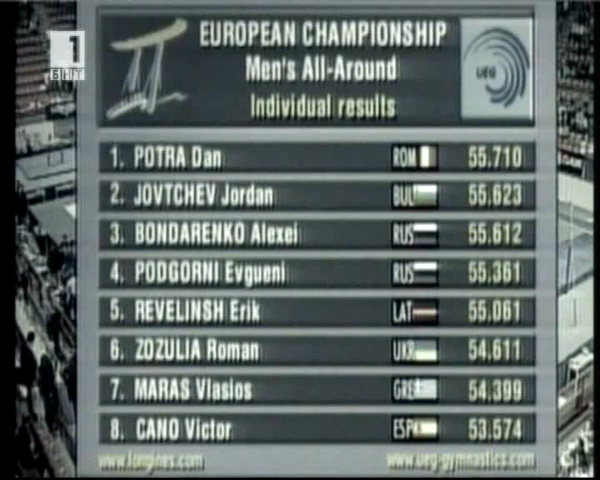 1
БНТ
EUROPEAN CHAMPIONSHIP
Men's All-Around
Individual results
UEG
1. POTRA Dan ROM 55.710
2. JOVTCHEV Jordan BUL 55.623
3. BONDARENKO Alexei RUS 55.612
4. PODGORNI Evgueni RUS 55.361
5. REVELINSH Erik LAT 55.061
6. ZOZULIA Roman UKR 54.611
7. MARAS Vlasios GRE 54.399
8. CANO Victor ESP 53.574
www.longines.com www.ueg-gymnastics.com